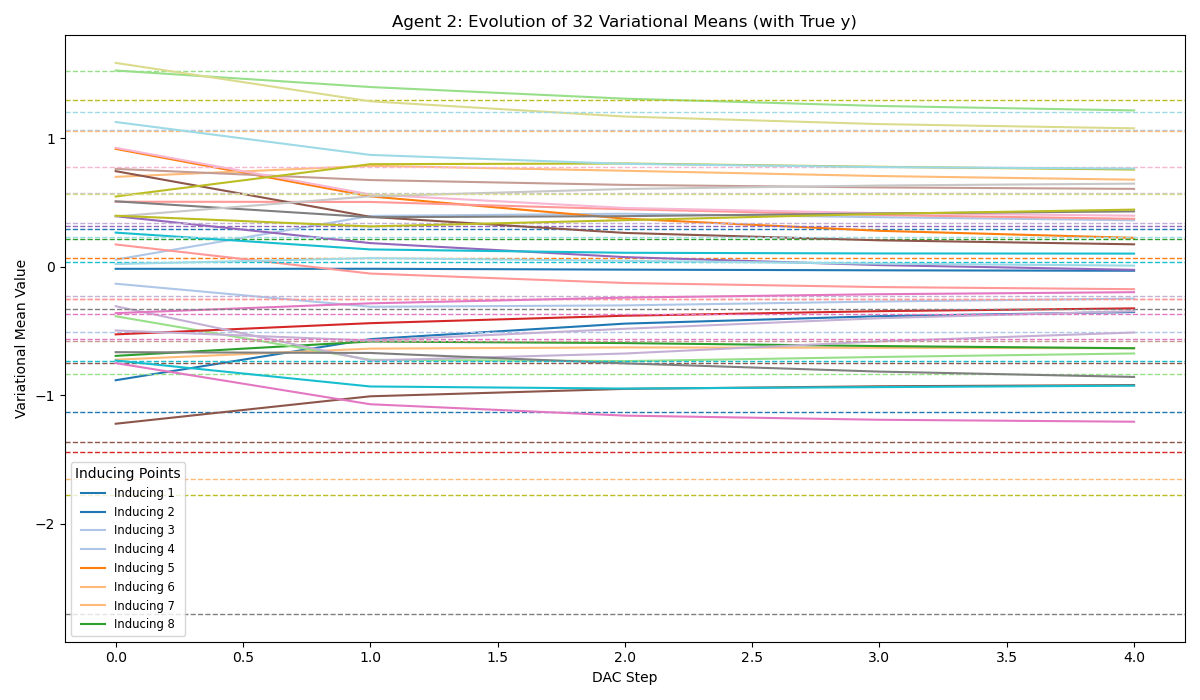 Agent 2: Evolution of 32 Variational Means (with True y)
Variational Mean Value
1
0
−1
−2
Inducing Points
Inducing 1
Inducing 2
Inducing 3
Inducing 4
Inducing 5
Inducing 6
Inducing 7
Inducing 8
0.0 0.5 1.0 1.5 2.0 2.5 3.0 3.5 4.0
DAC Step